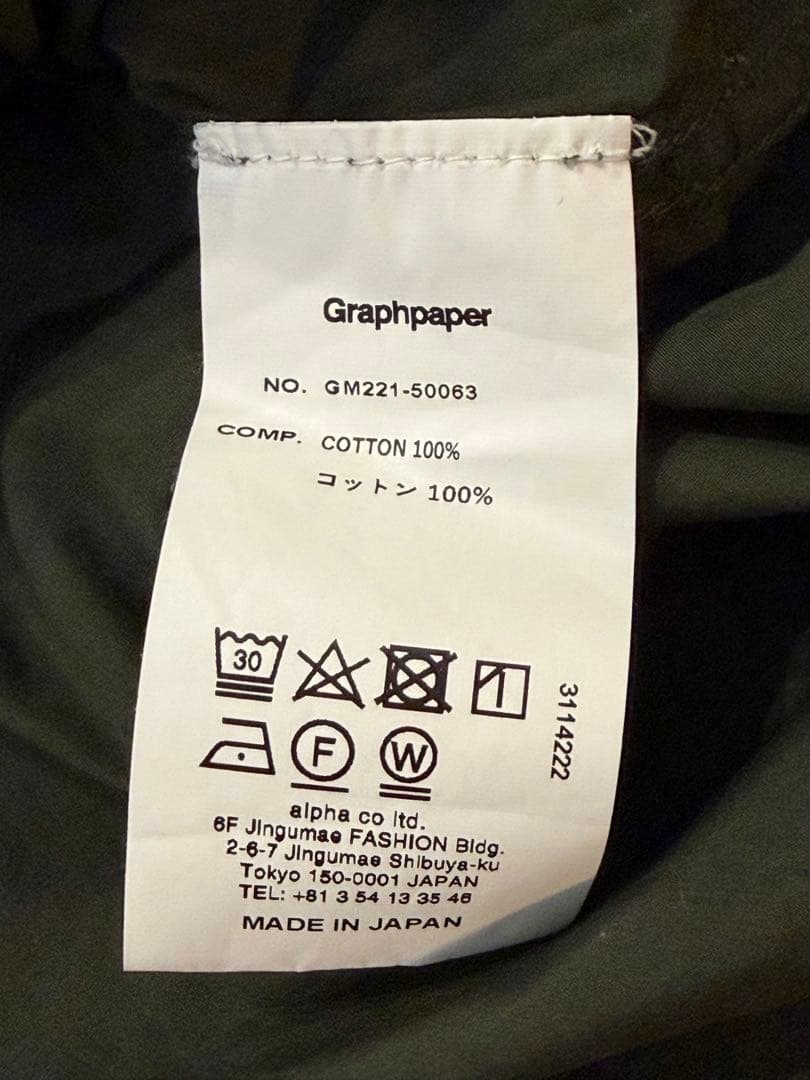 Graphpaper
NO. GM221-50063
COMP. COTTON 100%
コットン 100%
30
F W
3114222
alpha co ltd.
6F Jingumae FASHION Bldg.
2-6-7 Jingumae Shibuya-ku
Tokyo 150-0001 JAPAN
TEL: +81 3 54 13 35 46
MADE IN JAPAN